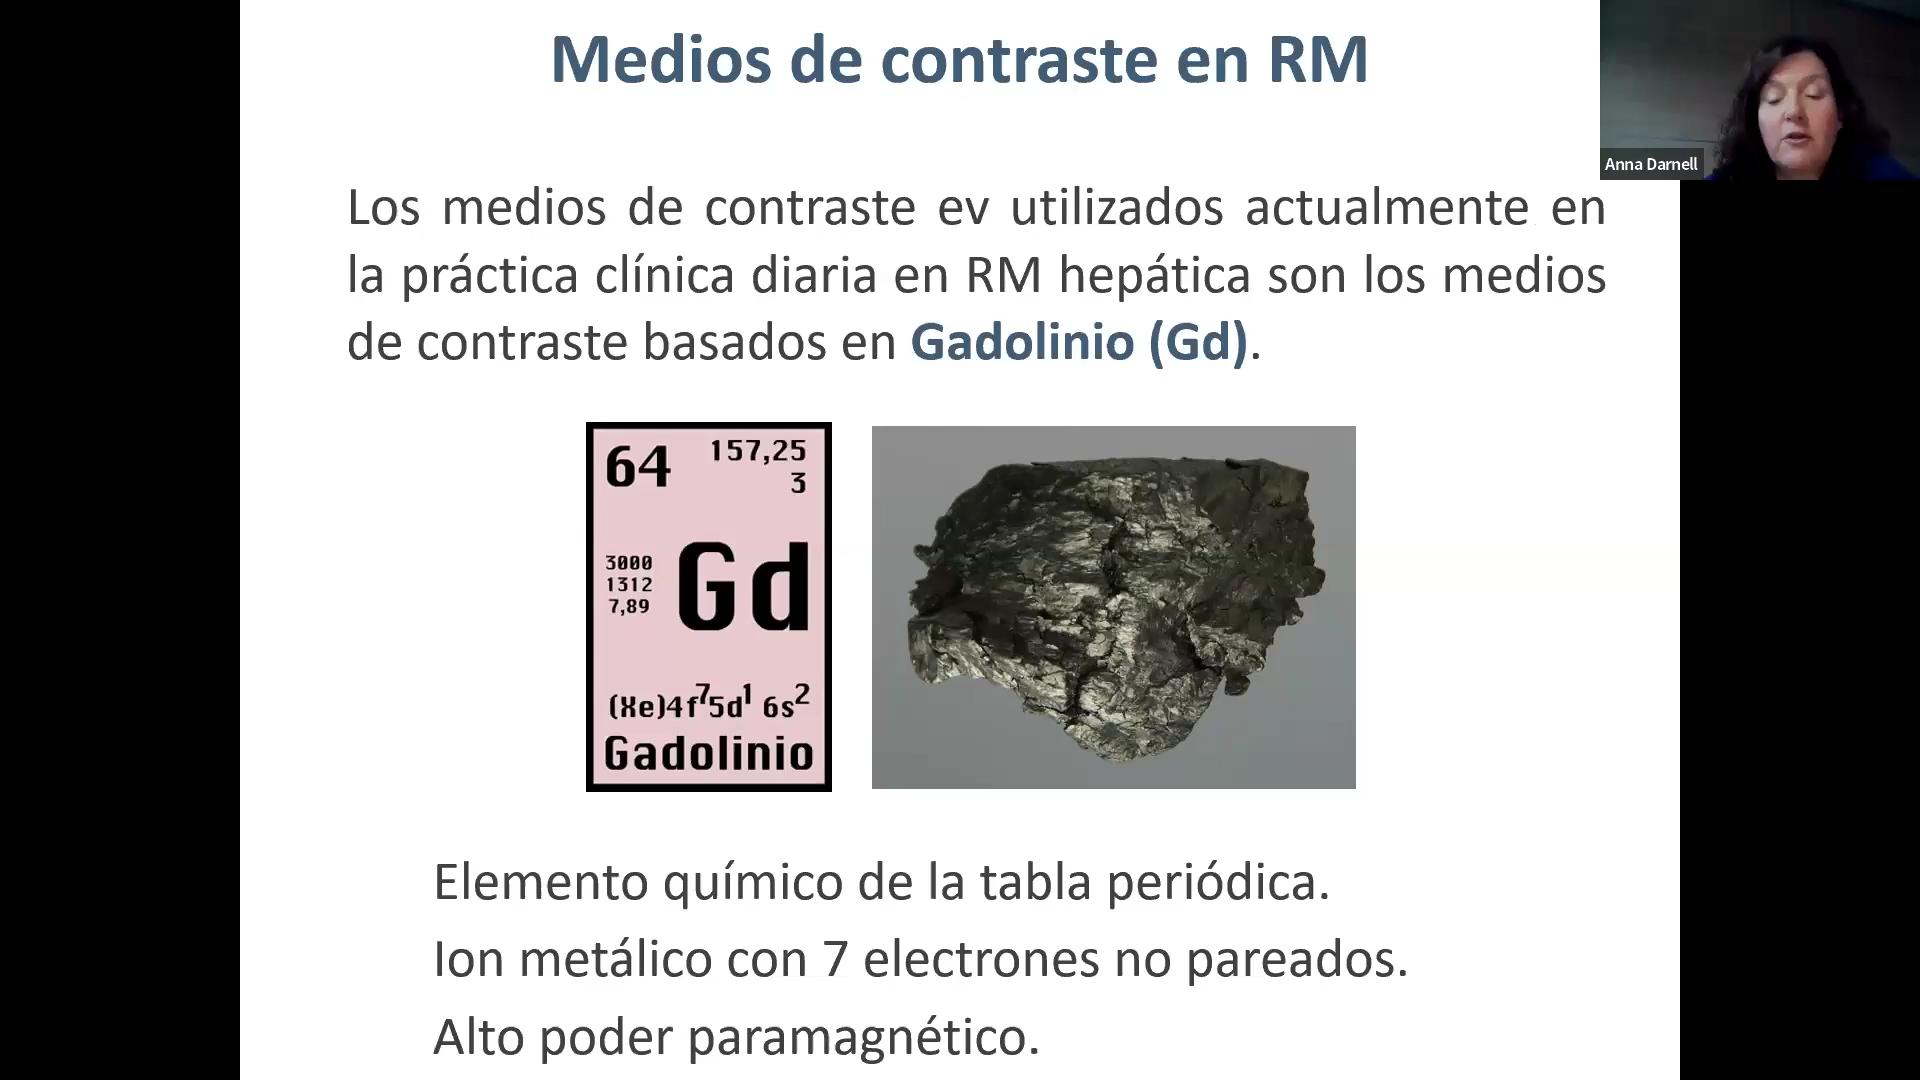 Medios de contraste en RM
Anna Darnell
Los medios de contraste ev utilizados actualmente en
la práctica clínica diaria en RM hepática son los medios
de contraste basados en Gadolinio (Gd).
64
157,25
3
3000
1312
7,89
Gd
(Xe)4f⁷5d¹ 6s²
Gadolinio
Elemento químico de la tabla periódica.
Ion metálico con 7 electrones no pareados.
Alto poder paramagnético.